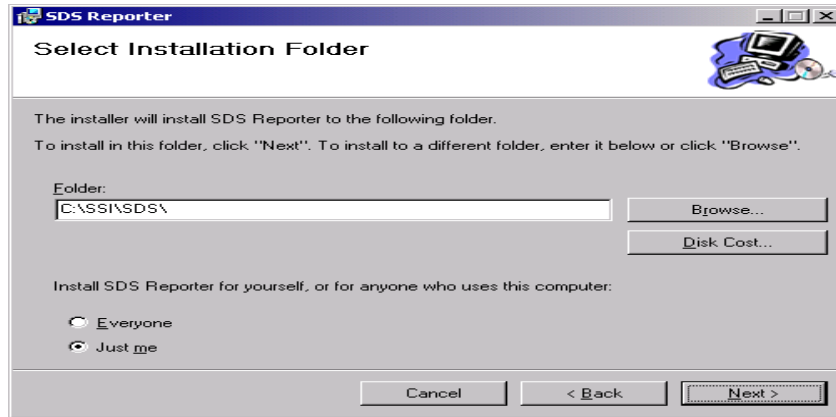 SDS Reporter
Select Installation Folder
The installer will install SDS Reporter to the following folder.
To install in this folder, click "Next". To install to a different folder, enter it below or click "Browse".
Folder:
C:\SSI\SDS\
Browse...
Disk Cost...
Install SDS Reporter for yourself, or for anyone who uses this computer:
Everyone
Just me
Cancel
< Back
Next >